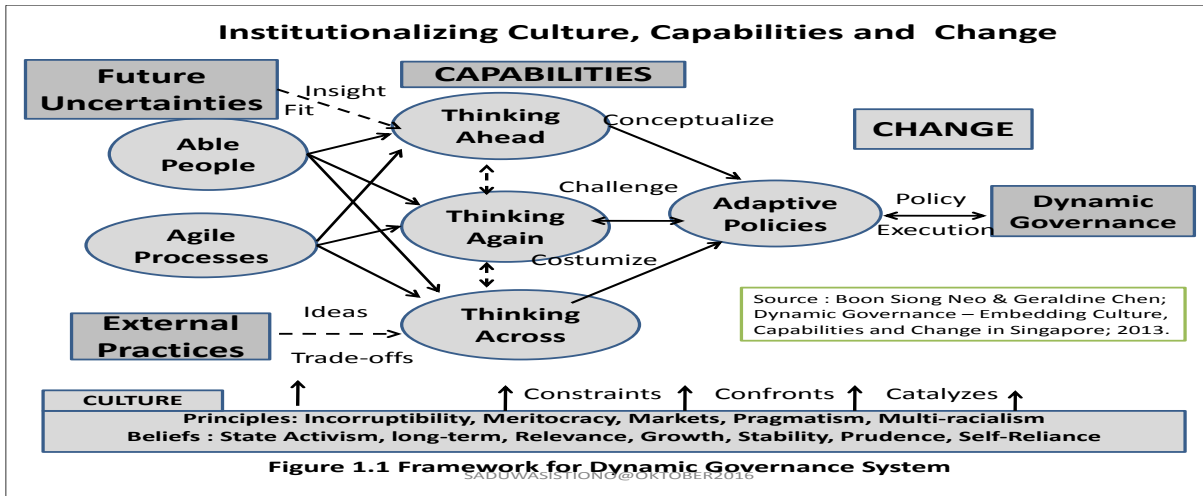 Institutionalizing Culture, Capabilities and Change
Future
Uncertainties
Insight
Fit
CAPABILITIES
Thinking
Ahead
Conceptualize
CHANGE
Able
People
Challenge
Thinking
Again
Adaptive
Policies
Policy
Execution
Dynamic
Governance
Agile
Processes
Costumize
Source : Boon Siong Neo & Geraldine Chen;
Dynamic Governance – Embedding Culture,
Capabilities and Change in Singapore; 2013.
External
Practices
Ideas
Trade-offs
Thinking
Across
CULTURE
Constraints
Confronts
Catalyzes
Principles: Incorruptibility, Meritocracy, Markets, Pragmatism, Multi-racialism
Beliefs : State Activism, long-term, Relevance, Growth, Stability, Prudence, Self-Reliance
Figure 1.1 Framework for Dynamic Governance System
SADUWASISTIONO@OKTOBER2016